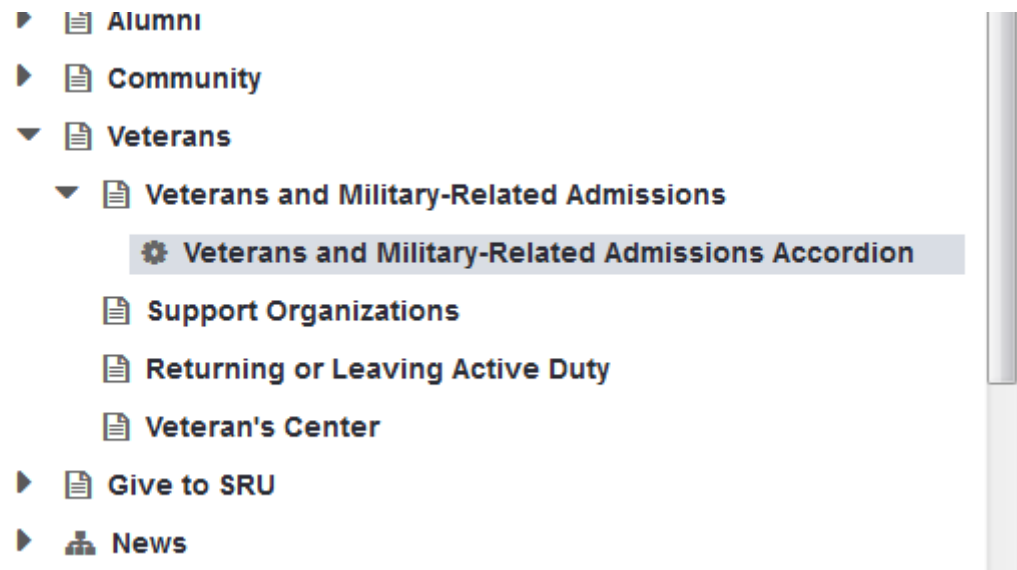 Alumni
Community
Veterans
Veterans and Military-Related Admissions
Veterans and Military-Related Admissions Accordion
Support Organizations
Returning or Leaving Active Duty
Veteran's Center
Give to SRU
News